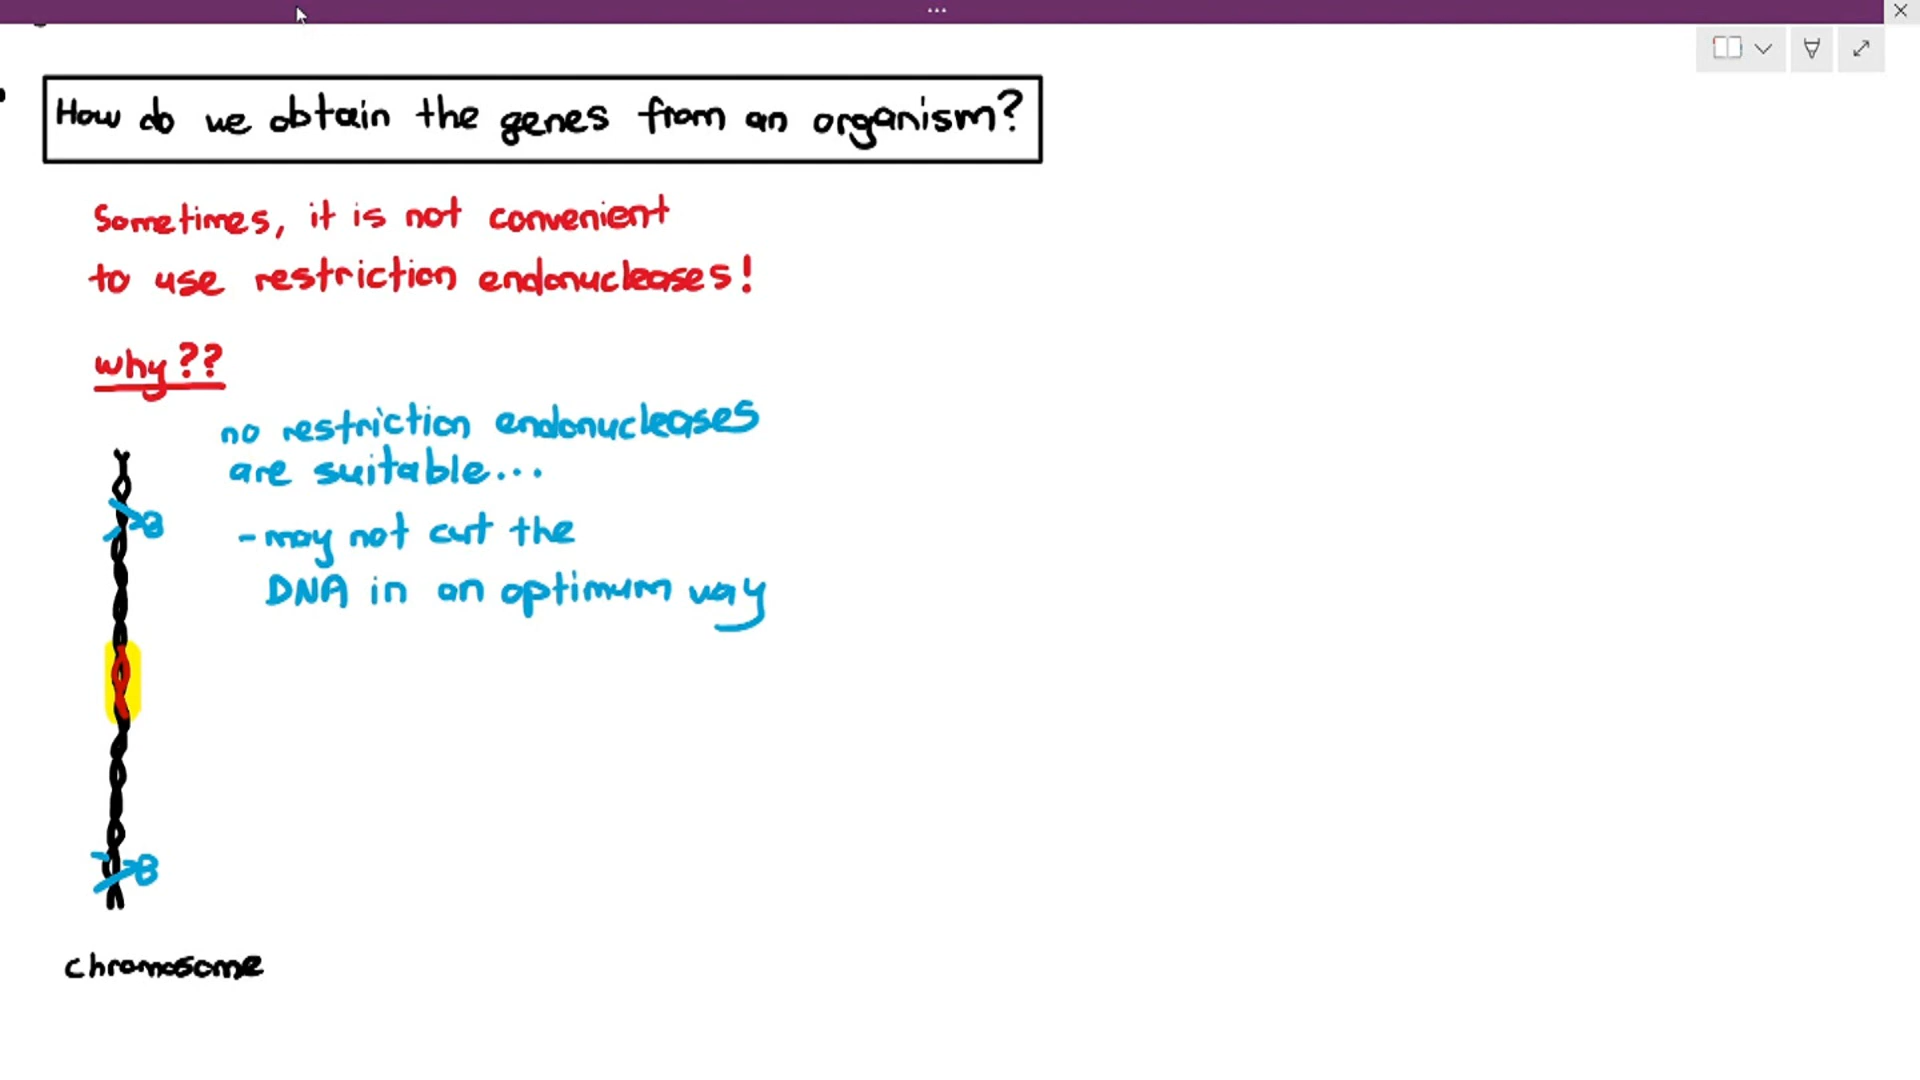 How do we obtain the genes from an organism?
Sometimes, it is not convenient
to use restriction endonucleases!
why??
no restriction endonucleases
are suitable...
- may not cut the
DNA in an optimum way
chromosome